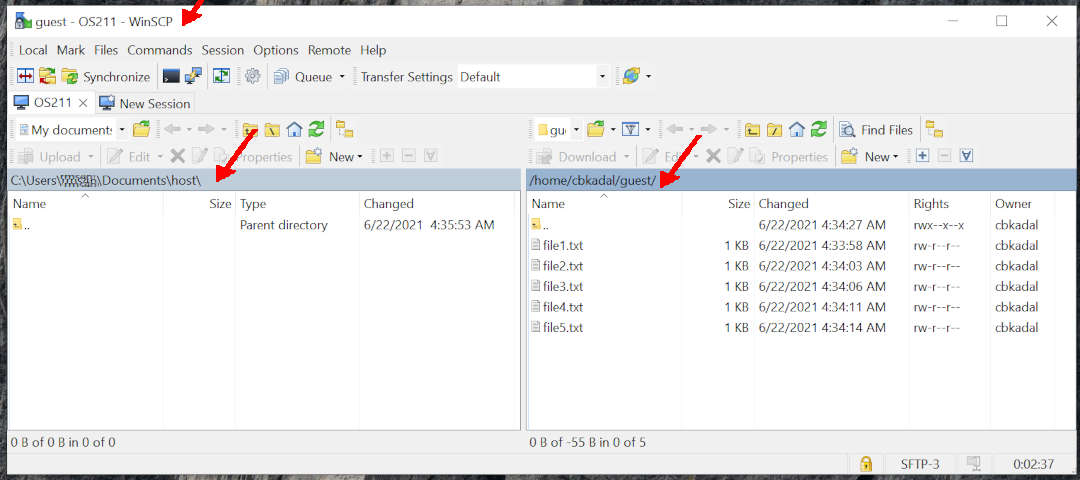 guest - OS211 - WinSCP
Local Mark Files Commands Session Options Remote Help
Synchronize Queue Transfer Settings Default
OS211 New Session
My documents
gue Find Files
Upload Edit Properties New
Download Edit Properties New
C:\Users\ \Documents\host\
/home/cbkadal/guest/
Name Size Type Changed
.. Parent directory 6/22/2021 4:35:53 AM
Name Size Changed Rights Owner
.. 6/22/2021 4:34:27 AM rwx--x--x cbkadal
file1.txt 1 KB 6/22/2021 4:33:58 AM rw-r--r-- cbkadal
file2.txt 1 KB 6/22/2021 4:34:03 AM rw-r--r-- cbkadal
file3.txt 1 KB 6/22/2021 4:34:06 AM rw-r--r-- cbkadal
file4.txt 1 KB 6/22/2021 4:34:11 AM rw-r--r-- cbkadal
file5.txt 1 KB 6/22/2021 4:34:14 AM rw-r--r-- cbkadal
0 B of 0 B in 0 of 0
0 B of -55 B in 0 of 5
SFTP-3 0:02:37